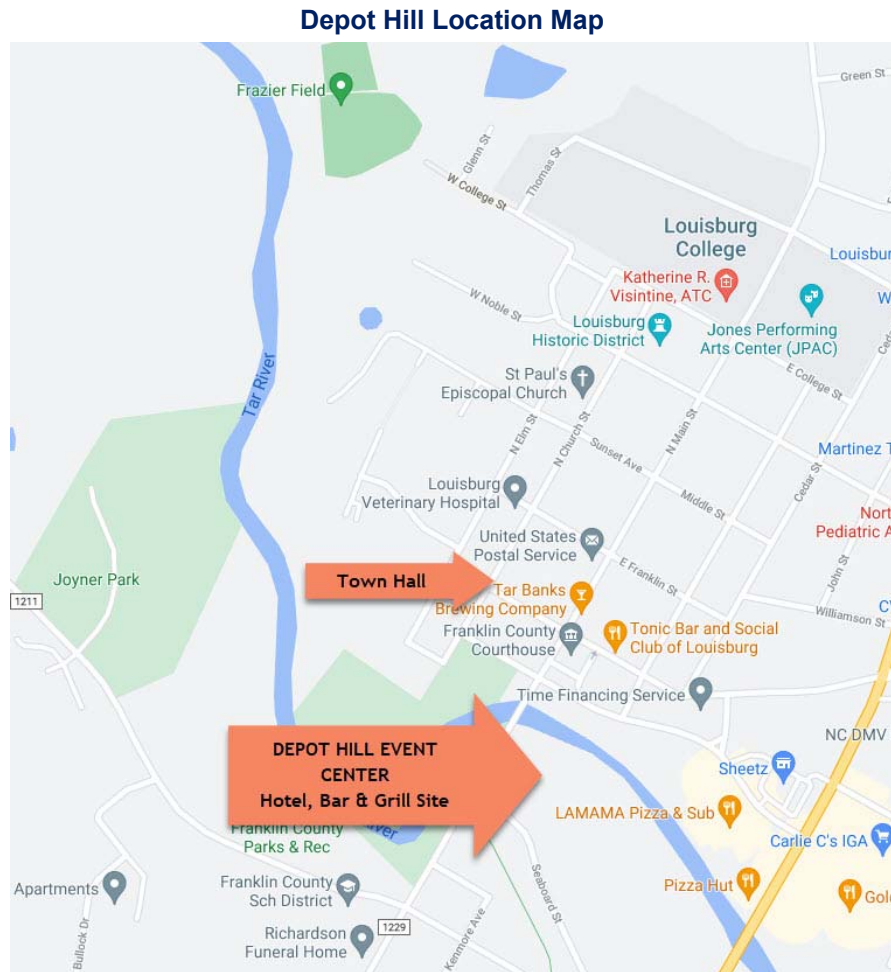 Depot Hill Location Map
Green St
Frazier Field
Glenn St
Thomas St
W College St
Louisburg
College
Katherine R.
Visintine, ATC
W Noble St
Louisburg
Historic District
Jones Performing
Arts Center (JPAC)
E College St
St Paul's
Episcopal Church
Tar River
N Elm St
N Church St
N Main St
Sunset Ave
Middle St
Cedar St
Martinez T
Louisburg
Veterinary Hospital
United States
Postal Service
E Franklin St
John St
Pediatric A
Joyner Park
1211
Town Hall
Tar Banks
Brewing Company
Williamson St
Franklin County
Courthouse
Tonic Bar and Social
Club of Louisburg
Time Financing Service
NC DMV
DEPOT HILL EVENT
CENTER
Hotel, Bar & Grill Site
Sheetz
LAMAMA Pizza & Sub
Franklin County
Parks & Rec
Carlie C's IGA
Apartments
Franklin County
Sch District
Seaboard St
Pizza Hut
Bullock Dr
Richardson
Funeral Home
1229
Kenmore Ave